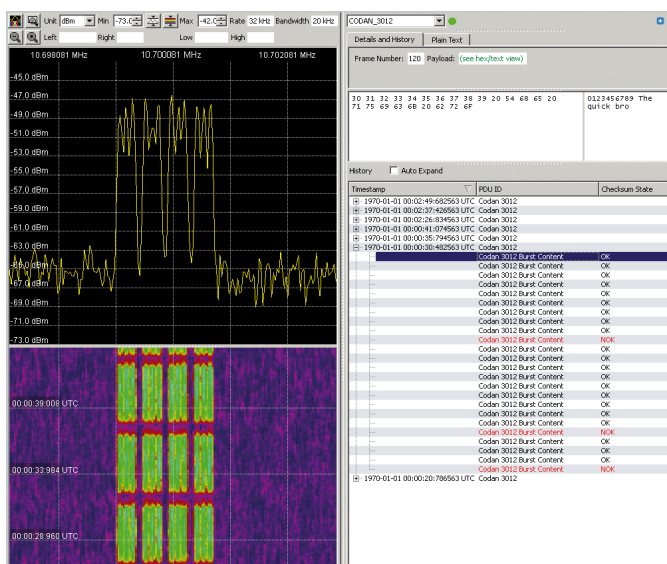 Unit dBm Min -73.0 Max -42.0 Rate 32 kHz Bandwidth 20 kHz
Left Right Low High
10.698081 MHz 10.700081 MHz 10.702081 MHz
-45.0 dBm
-47.0 dBm
-49.0 dBm
-51.0 dBm
-53.0 dBm
-55.0 dBm
-57.0 dBm
-59.0 dBm
-61.0 dBm
-63.0 dBm
-65.0 dBm
-67.0 dBm
-69.0 dBm
-71.0 dBm
-73.0 dBm
00:00:39:008 UTC
00:00:33:984 UTC
00:00:28:960 UTC
CODAN_3012
Details and History Plain Text
Frame Number: 120 Payload: (see hex/text view)
30 31 32 33 34 35 36 37 38 39 20 54 68 65 20 0123456789 The
71 75 69 63 6B 20 62 72 6F quick bro
History Auto Expand
Timestamp PDU ID Checksum State
1970-01-01 00:02:49:682563 UTC Codan 3012
1970-01-01 00:02:37:426563 UTC Codan 3012
1970-01-01 00:02:26:834563 UTC Codan 3012
1970-01-01 00:00:41:074563 UTC Codan 3012
1970-01-01 00:00:35:794563 UTC Codan 3012
1970-01-01 00:00:30:482563 UTC Codan 3012
Codan 3012 Burst Content OK
Codan 3012 Burst Content OK
Codan 3012 Burst Content OK
Codan 3012 Burst Content OK
Codan 3012 Burst Content OK
Codan 3012 Burst Content OK
Codan 3012 Burst Content OK
Codan 3012 Burst Content OK
Codan 3012 Burst Content OK
Codan 3012 Burst Content NOK
Codan 3012 Burst Content OK
Codan 3012 Burst Content OK
Codan 3012 Burst Content OK
Codan 3012 Burst Content OK
Codan 3012 Burst Content OK
Codan 3012 Burst Content OK
Codan 3012 Burst Content OK
Codan 3012 Burst Content OK
Codan 3012 Burst Content OK
Codan 3012 Burst Content NOK
Codan 3012 Burst Content OK
Codan 3012 Burst Content OK
Codan 3012 Burst Content OK
Codan 3012 Burst Content NOK
1970-01-01 00:00:20:786563 UTC Codan 3012